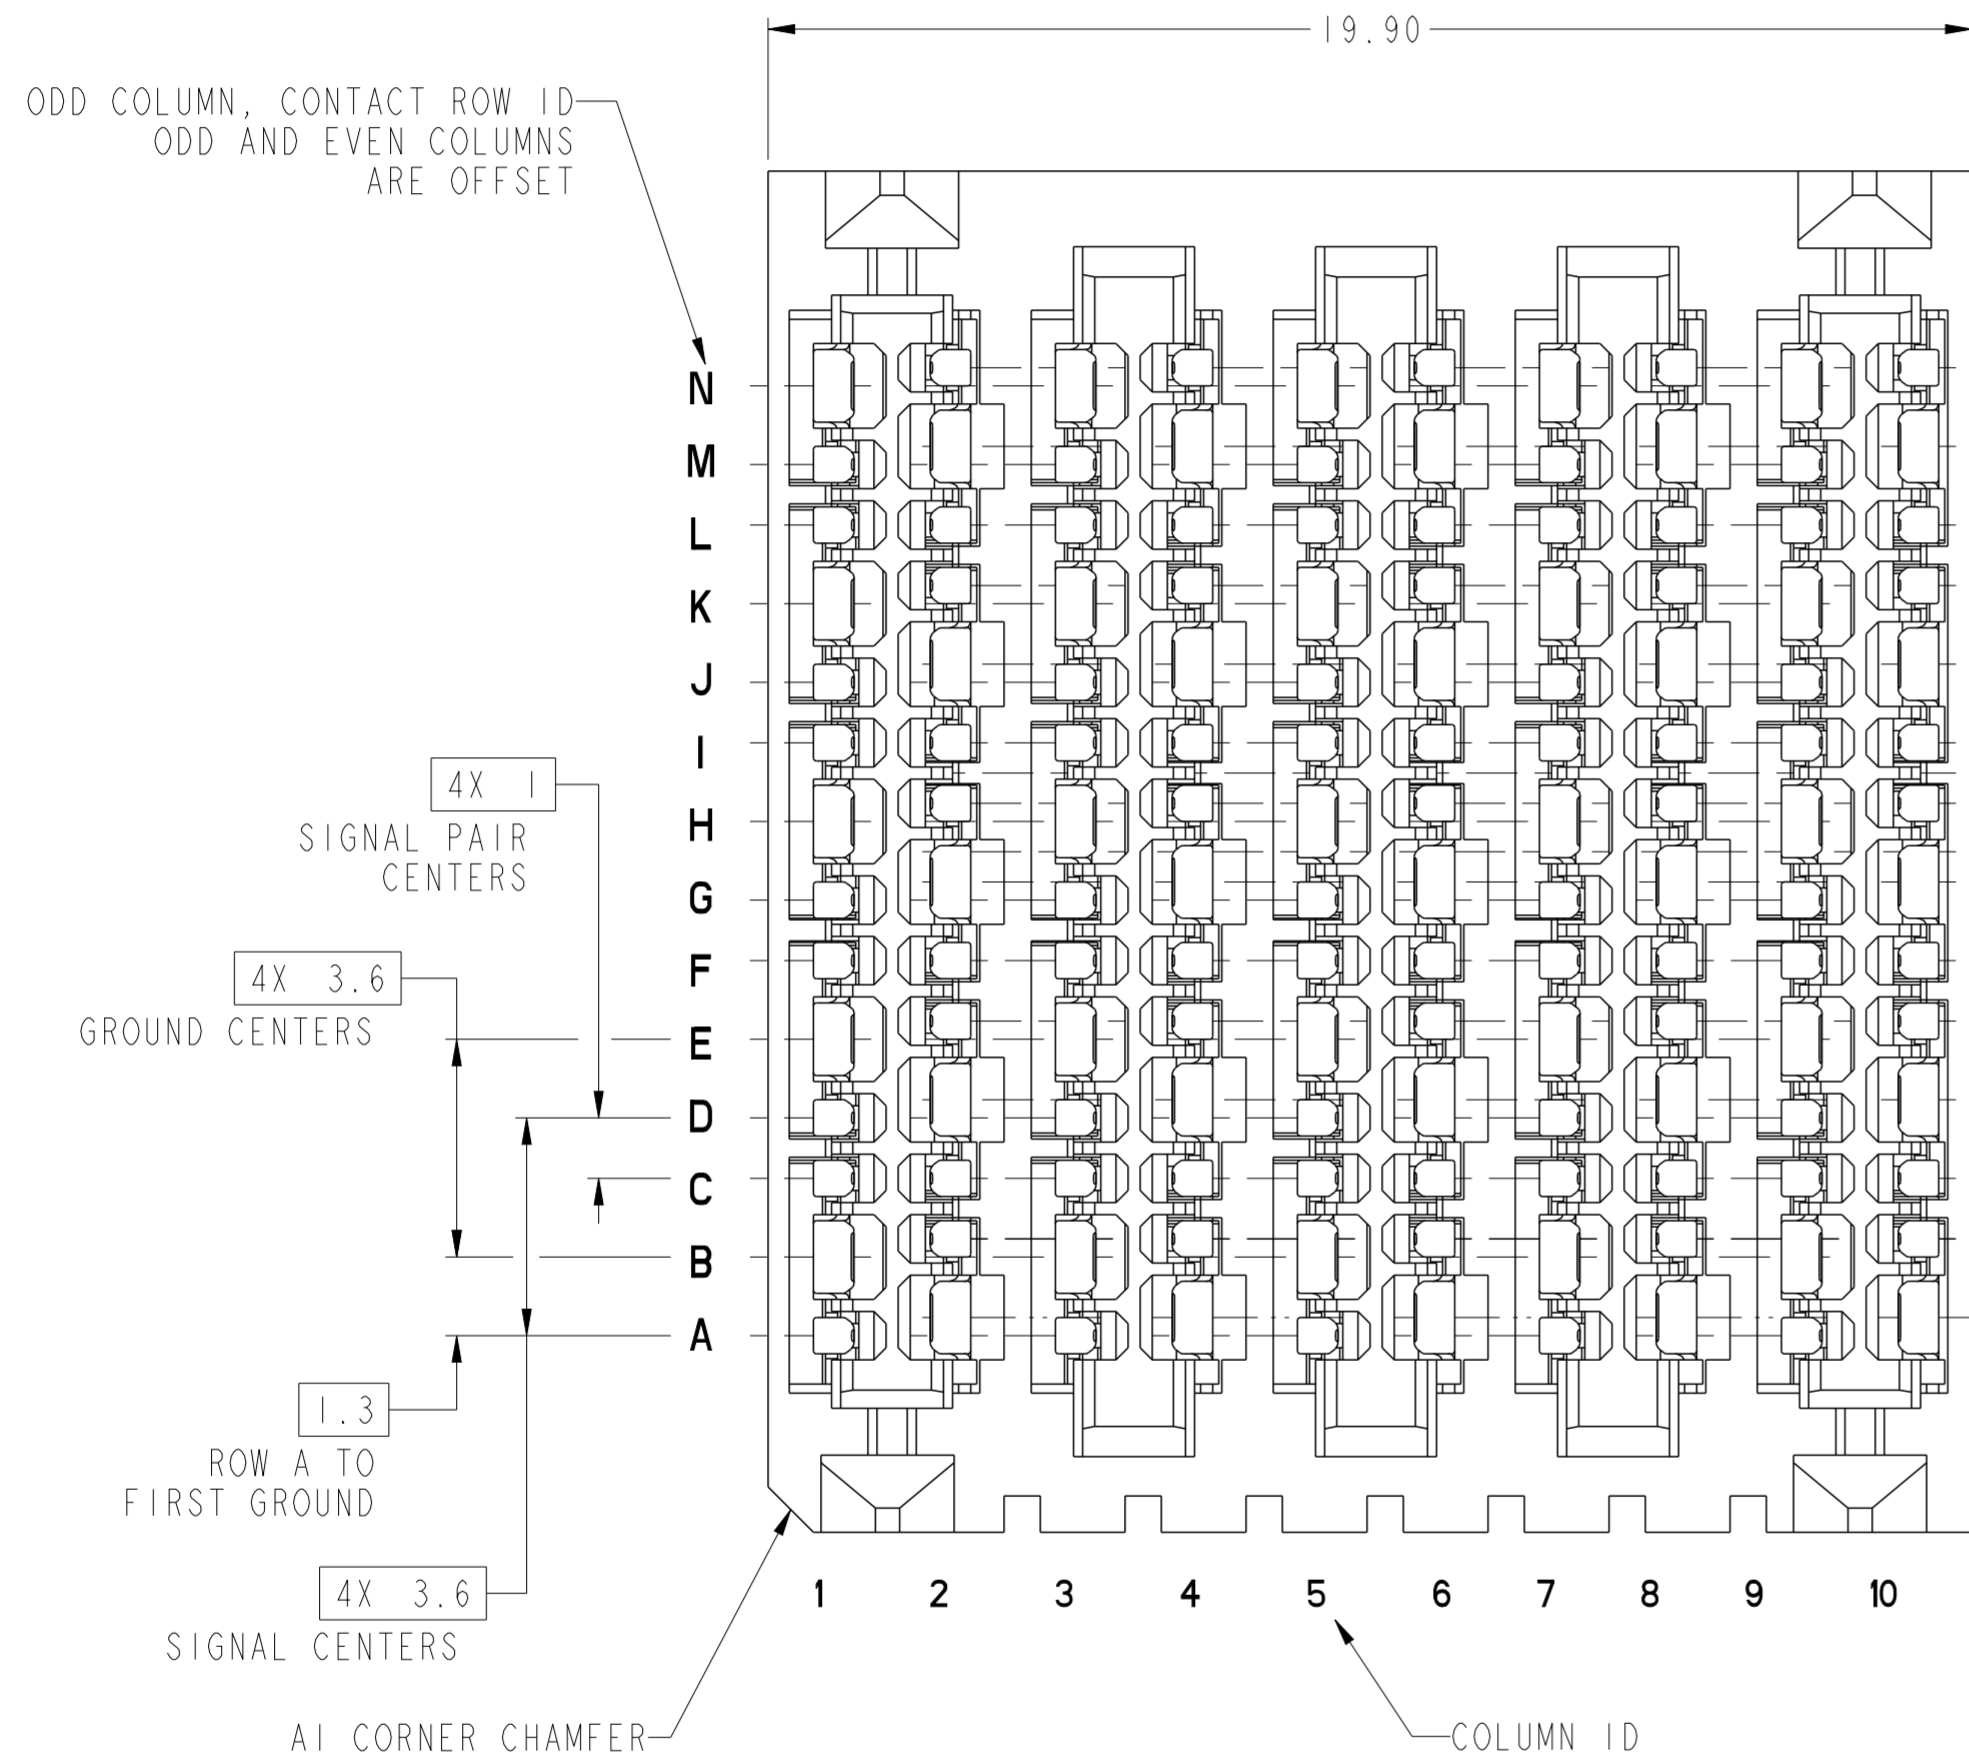 19.90
ODD COLUMN, CONTACT ROW ID
ODD AND EVEN COLUMNS
ARE OFFSET
N
M
L
K
J
I
H
G
F
E
D
C
B
A
4X 1
SIGNAL PAIR
CENTERS
4X 3.6
GROUND CENTERS
1.3
ROW A TO
FIRST GROUND
4X 3.6
SIGNAL CENTERS
1 2 3 4 5 6 7 8 9 10
A1 CORNER CHAMFER
COLUMN ID